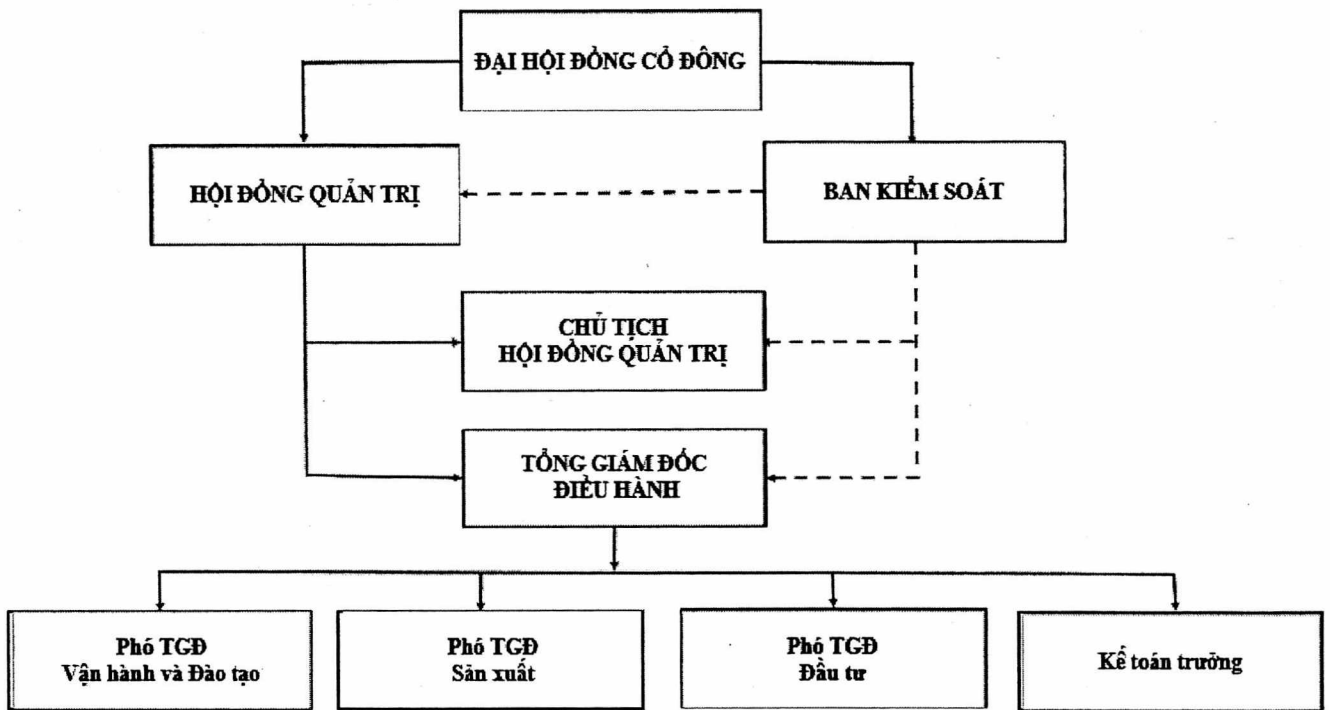 ĐẠI HỘI ĐỒNG CỔ ĐÔNG
HỘI ĐỒNG QUẢN TRỊ
BAN KIỂM SOÁT
CHỦ TỊCH
HỘI ĐỒNG QUẢN TRỊ
TỔNG GIÁM ĐỐC
ĐIỀU HÀNH
Phó TGĐ
Vận hành và Đào tạo
Phó TGĐ
Sản xuất
Phó TGĐ
Đầu tư
Kế toán trưởng